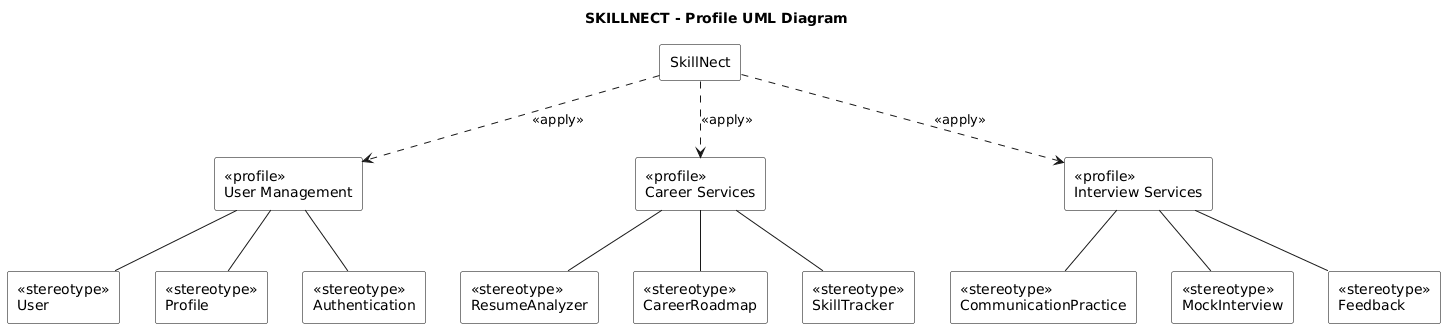 SKILLNECT - Profile UML Diagram
SkillNect
«apply»
«apply»
«apply»
«profile»
User Management
«profile»
Career Services
«profile»
Interview Services
«stereotype»
User
«stereotype»
Profile
«stereotype»
Authentication
«stereotype»
ResumeAnalyzer
«stereotype»
CareerRoadmap
«stereotype»
SkillTracker
«stereotype»
CommunicationPractice
«stereotype»
MockInterview
«stereotype»
Feedback